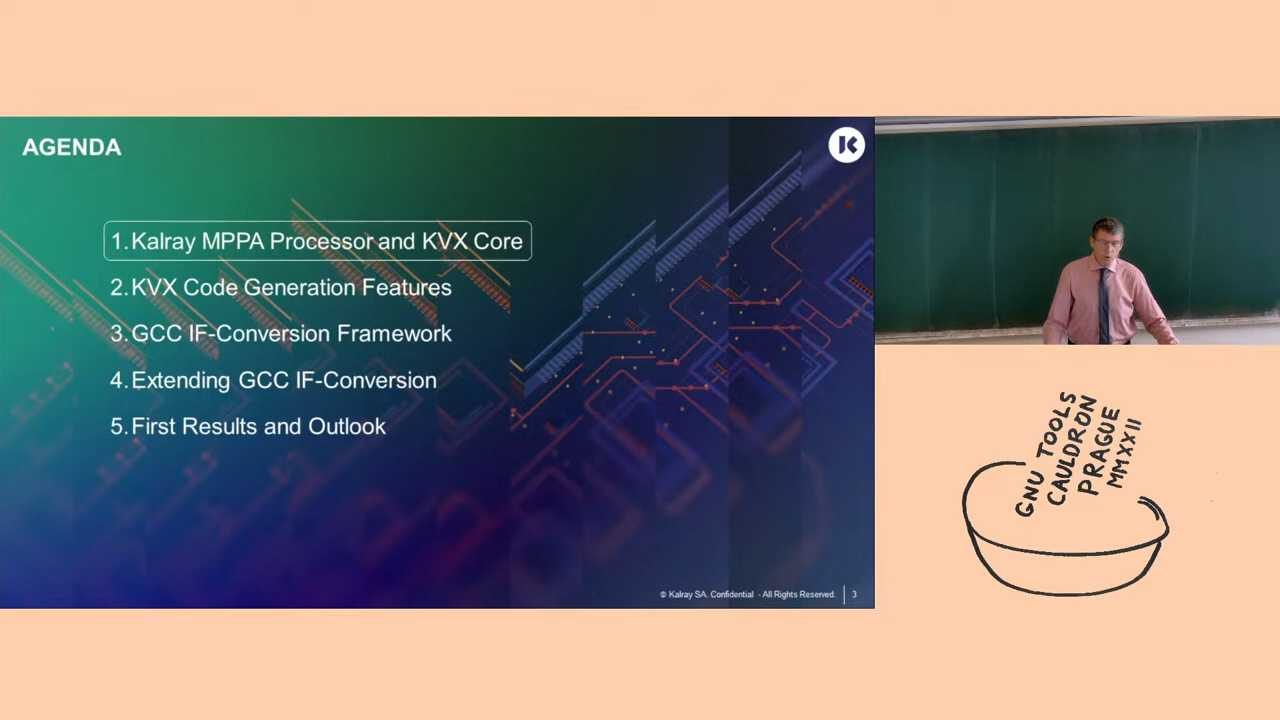 AGENDA
1. Kalray MPPA Processor and KVX Core
2. KVX Code Generation Features
3. GCC IF-Conversion Framework
4. Extending GCC IF-Conversion
5. First Results and Outlook
© Kalray SA. Confidential - All Rights Reserved. 3
GNU TOOLS
CAULDRON
PRAGUE
MMXXII